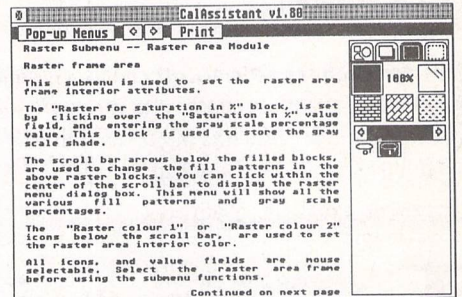 CalAssistant v1.80
Pop-up Menus Print
Raster Submenu -- Raster Area Module
Raster frame area
This submenu is used to set the raster area
frame interior attributes.
The "Raster for saturation in %" block, is set
by clicking over the "Saturation in %" value
field, and entering the gray scale percentage
value. This block is used to store the gray
scale shade.
The scroll bar arrows below the filled blocks,
are used to change the fill patterns in the
above raster blocks. You can click within the
center of the scroll bar to display the raster
menu dialog box. This menu will show all the
various fill patterns and gray scale
percentages.
The "Raster colour 1" or "Raster colour 2"
icons below the scroll bar, are used to set
the raster area interior color.
All icons, and value fields are mouse
selectable. Select the raster area frame
before using the submenu functions.
Continued on next page
100%